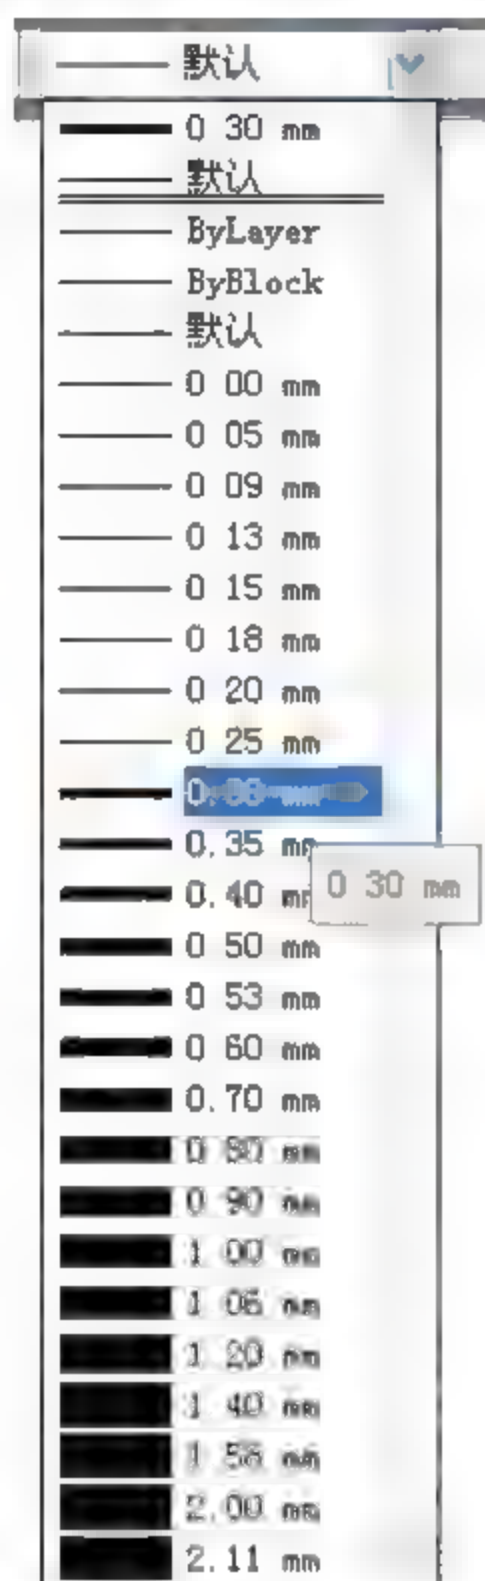 默认
0 30 mm
默认
ByLayer
ByBlock
默认
0 00 mm
0 05 mm
0 09 mm
0 13 mm
0 15 mm
0 18 mm
0 20 mm
0 25 mm
0.35
0.40
0 30 mm
0 50 mm
0 53 mm
0 60 mm
0.70 mm
0 80 mm
0 90 mm
1 00 mm
1 06 mm
1 20 mm
1 40 mm
1 58 mm
2.00 mm
2.11 mm